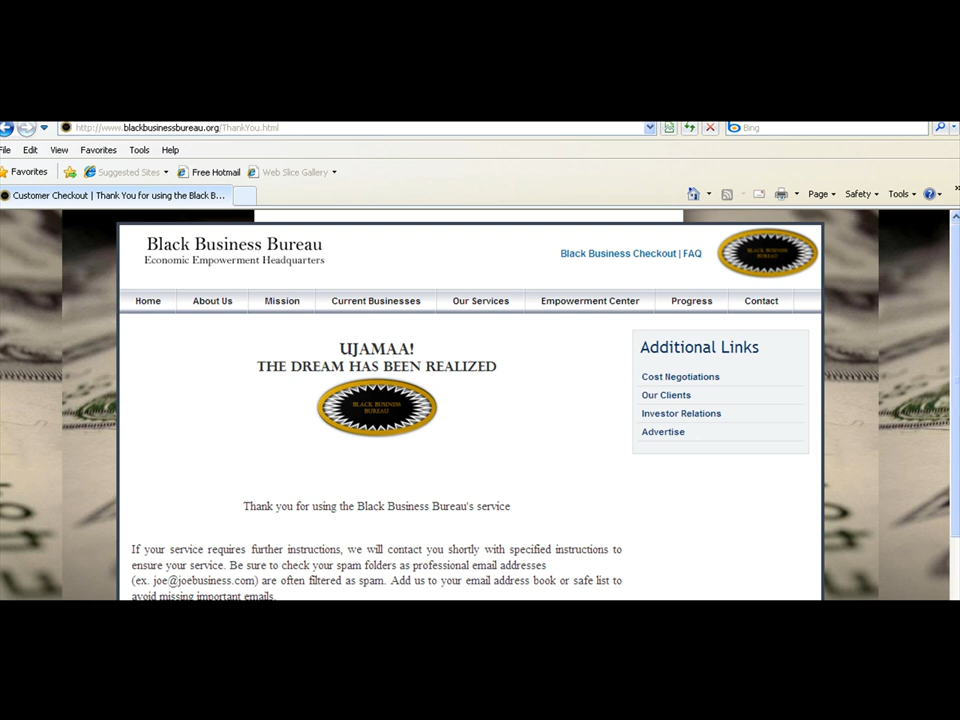 http://www.blackbusinessbureau.org/ThankYou.html
Bing
File Edit View Favorites Tools Help
Favorites Suggested Sites Free Hotmail Web Slice Gallery
Customer Checkout | Thank You for using the Black B...
Page Safety Tools
Black Business Bureau
Economic Empowerment Headquarters
Black Business Checkout | FAQ
BLACK BUSINESS
BUREAU
Home About Us Mission Current Businesses Our Services Empowerment Center Progress Contact
UJAMAA!
THE DREAM HAS BEEN REALIZED
BLACK BUSINESS
BUREAU
Additional Links
Cost Negotiations
Our Clients
Investor Relations
Advertise
Thank you for using the Black Business Bureau's service
If your service requires further instructions, we will contact you shortly with specified instructions to
ensure your service. Be sure to check your spam folders as professional email addresses
(ex. joe@joebusiness.com) are often filtered as spam. Add us to your email address book or safe list to
avoid missing important emails.